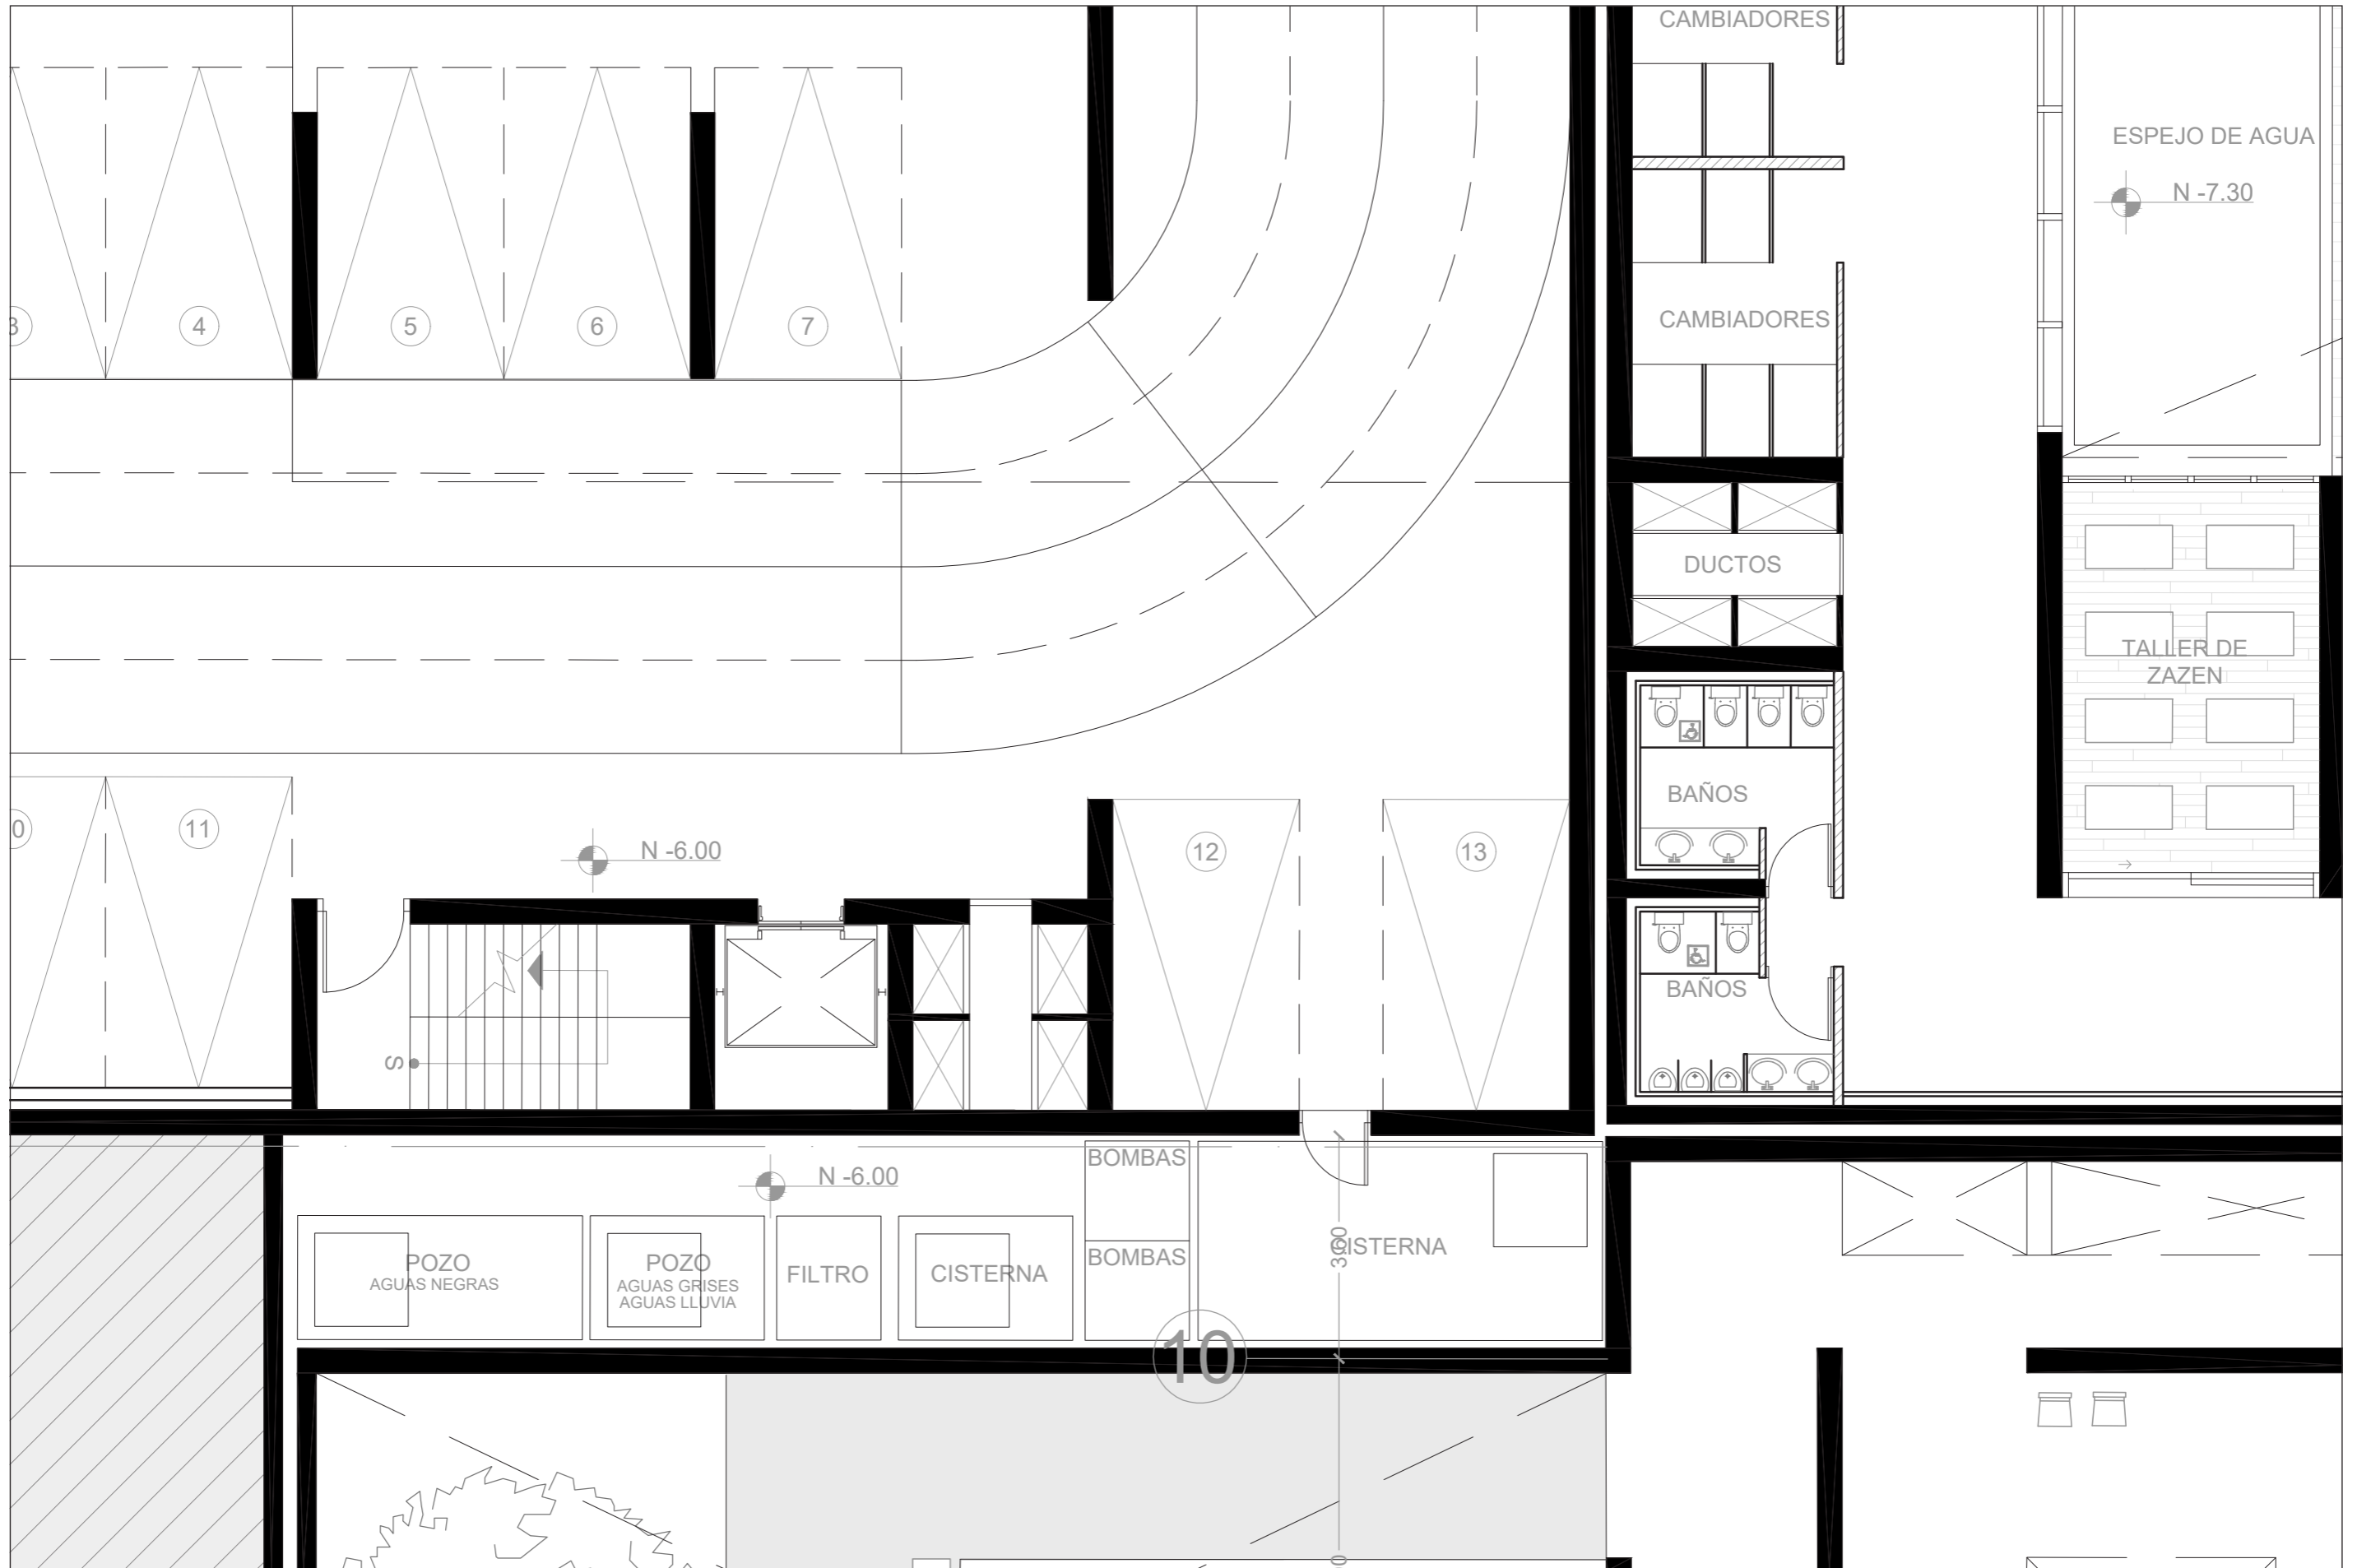 CAMBIADORES
ESPEJO DE AGUA
N -7.30
3
4
5
6
7
CAMBIADORES
DUCTOS
TALLER DE
ZAZEN
BAÑOS
0
11
N -6.00
12
13
BAÑOS
S
BOMBAS
N -6.00
POZO
AGUAS NEGRAS
POZO
AGUAS GRISES
AGUAS LLUVIA
FILTRO
CISTERNA
BOMBAS
CISTERNA
3.60
10
0